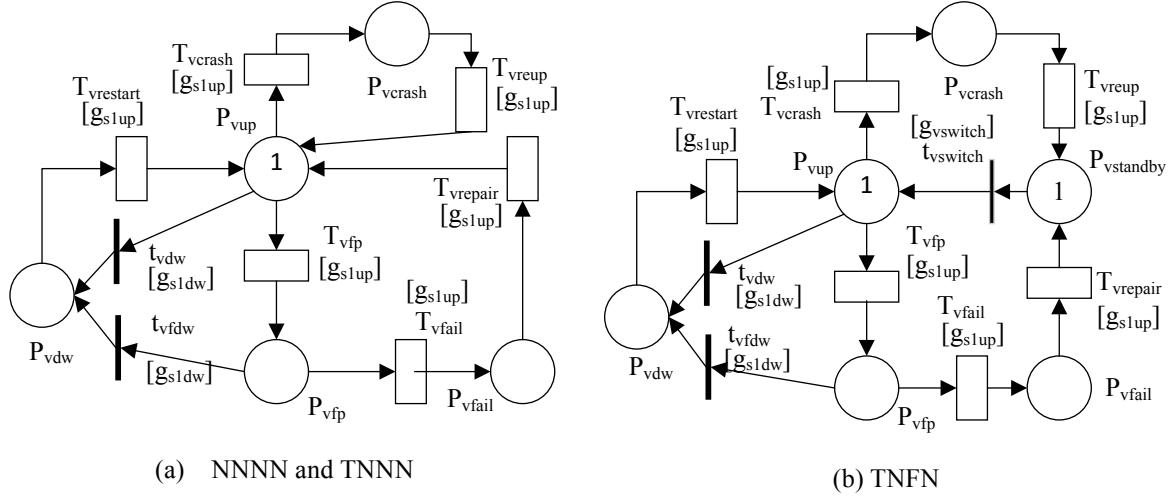 T_vcrash
[g_s1up]
P_vcrash
T_vreup
[g_s1up]
T_vrestart
[g_s1up]
P_vup
1
T_vrepair
[g_s1up]
T_vfp
[g_s1up]
t_vdw
[g_s1dw]
[g_s1up]
T_vfail
t_vfdw
[g_s1dw]
P_vdw
P_vfp
P_vfail
(a) NNNN and TNNN
[g_s1up]
T_vcrash
P_vcrash
T_vreup
[g_s1up]
T_vrestart
[g_s1up]
[g_vswitch]
t_vswitch
P_vup
1
P_vstandby
1
T_vfp
[g_s1up]
t_vdw
[g_s1dw]
T_vrepair
[g_s1up]
T_vfail
[g_s1up]
t_vfdw
[g_s1dw]
P_vdw
P_vfp
P_vfail
(b) TNFN